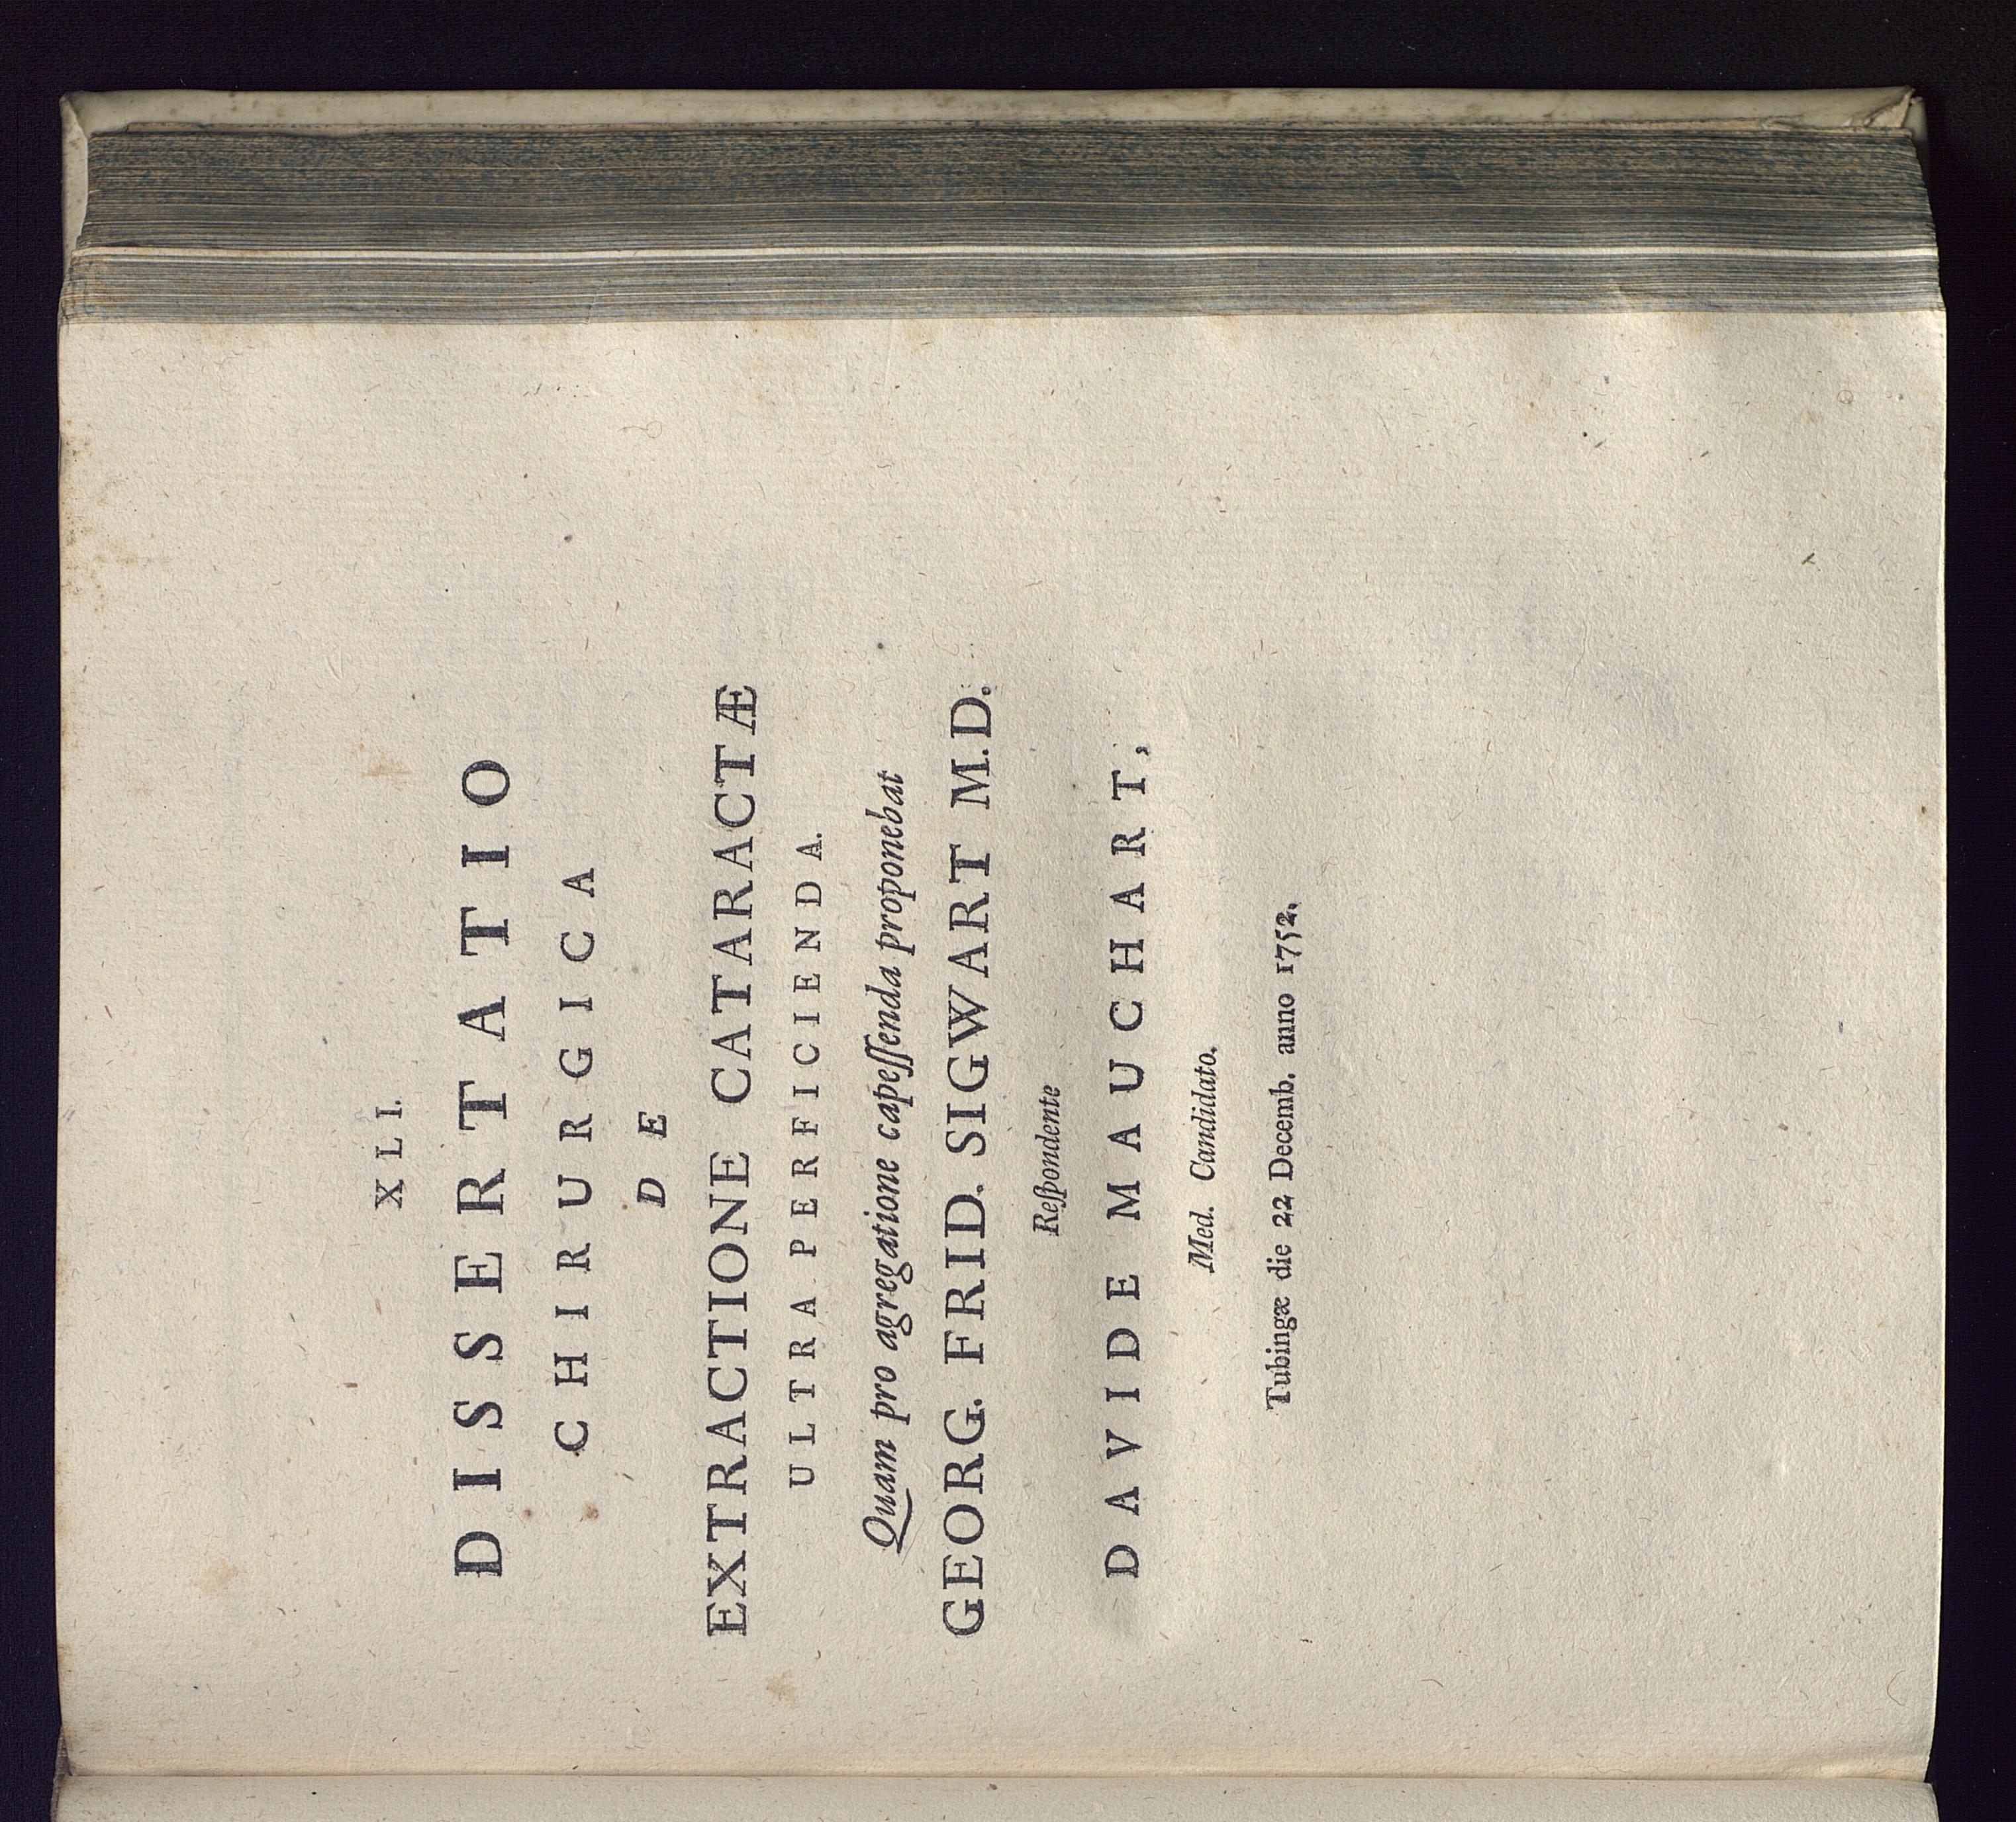 XLI.
DISSERTATIO
CHIRURGICA
DE
EXTRACTIONE CATARACTÆ
ULTRA PERFICIENDA.
Quam pro agregatione capeſſenda proponebat
GEORG. FRID. SIGWART M.D.
Reſpondente
DAVIDE MAUCHART,
Med. Candidato.
Tubingæ die 22 Decemb. anno 1752.